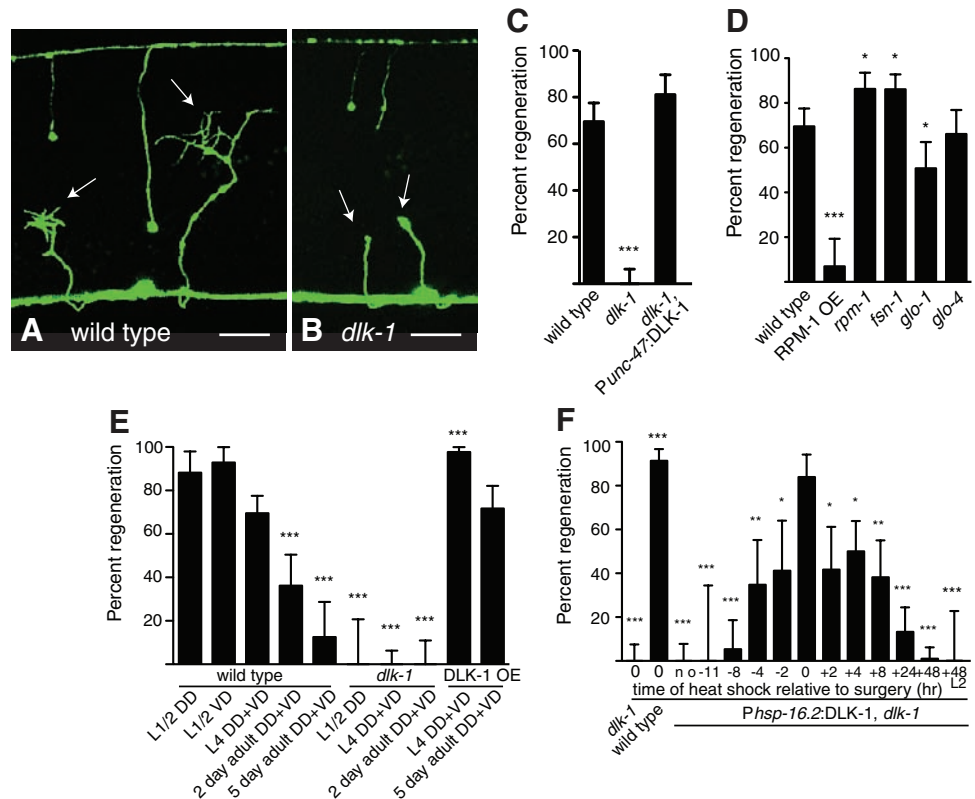 A wild type
B dlk-1
C
Percent regeneration
100
80
60
40
20
***
wild type
dlk-1
dlk-1,
Punc-47:DLK-1
D
Percent regeneration
100
80
60
40
20
***
*
*
*
wild type
RPM-1 OE
rpm-1
fsn-1
glo-1
glo-4
E
Percent regeneration
100
80
60
40
20
***
***
***
***
***
***
wild type
dlk-1
DLK-1 OE
L1/2 DD
L1/2 VD
L4 DD+VD
2 day adult DD+VD
5 day adult DD+VD
L1/2 DD
L4 DD+VD
2 day adult DD+VD
L4 DD+VD
5 day adult DD+VD
F
Percent regeneration
100
80
60
40
20
***
***
***
***
***
**
*
*
*
**
***
***
***
0 0 no -11 -8 -4 -2 0 +2 +4 +8 +24 +48 +48
L2
time of heat shock relative to surgery (hr)
dlk-1
wild type
Phsp-16.2:DLK-1, dlk-1